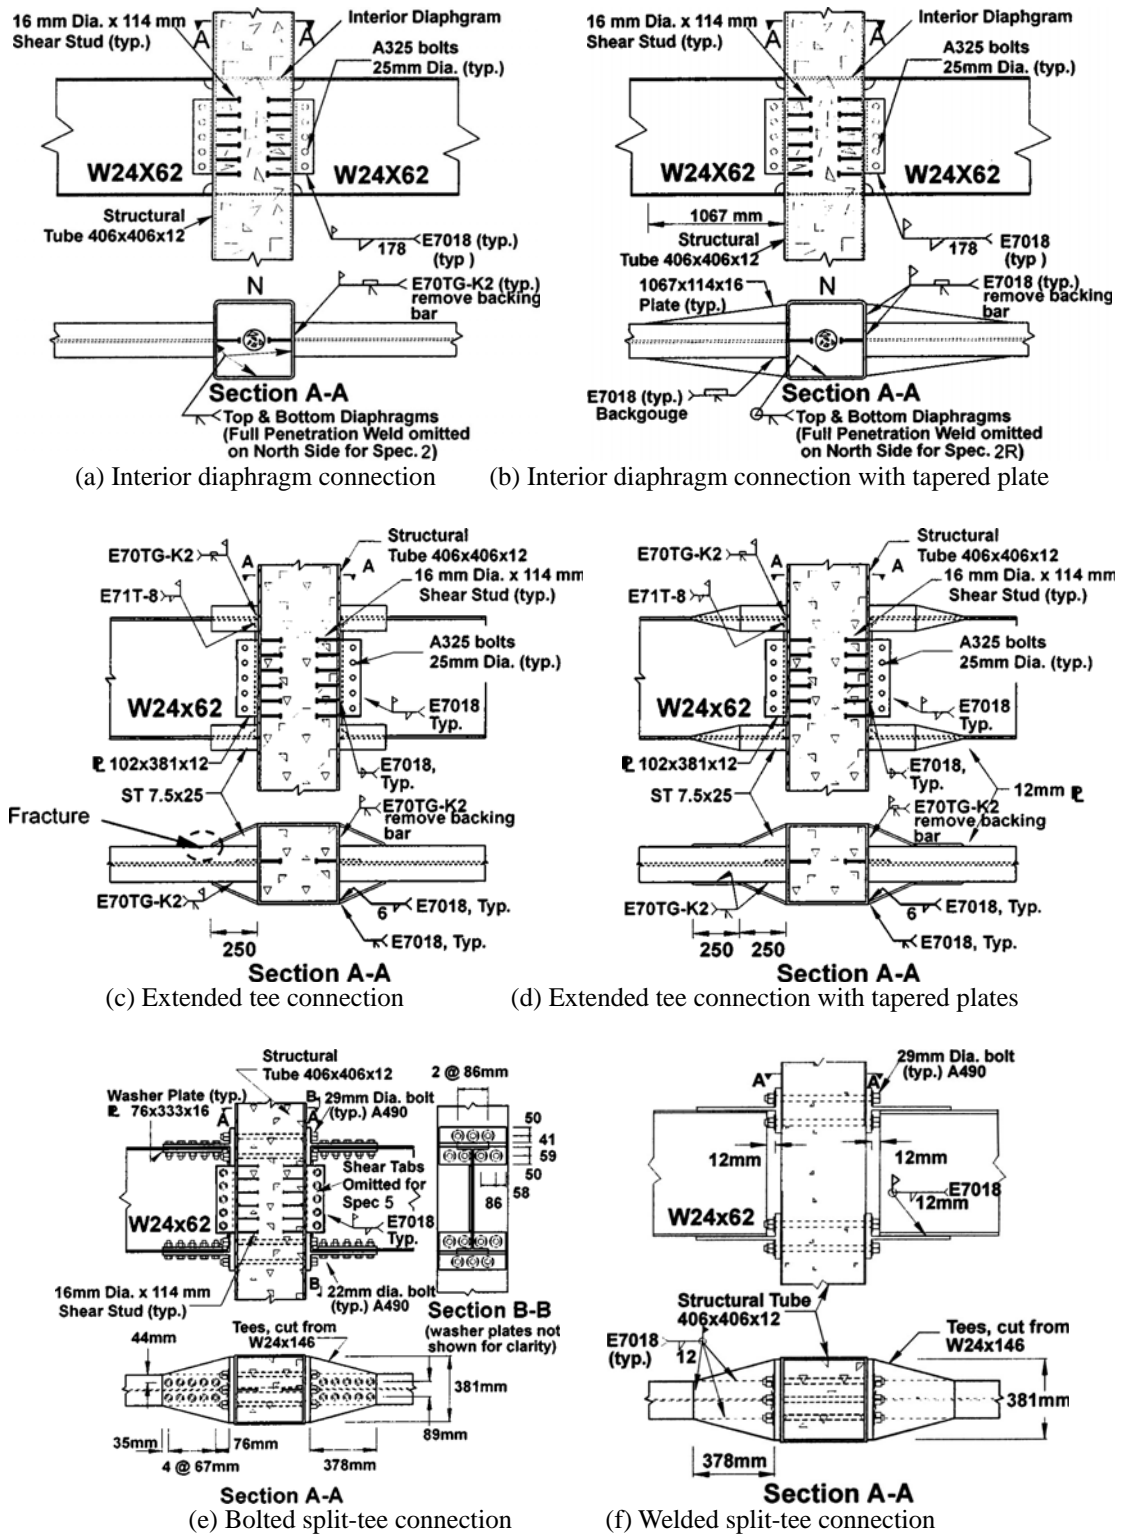 16 mm Dia. x 114 mm
Shear Stud (typ.)
A
A
Interior Diaphgram
A325 bolts
25mm Dia. (typ.)
W24X62
W24X62
Structural
Tube 406x406x12
178
E7018 (typ.)
(typ )
N
E70TG-K2 (typ.)
remove backing
bar
Section A-A
Top & Bottom Diaphragms
(Full Penetration Weld omitted
on North Side for Spec. 2)
(a) Interior diaphragm connection
16 mm Dia. x 114 mm
Shear Stud (typ.)
A
A
Interior Diaphgram
A325 bolts
25mm Dia. (typ.)
W24X62
W24X62
1067 mm
Structural
Tube 406x406x12
178
E7018
(typ )
1067x114x16
Plate (typ.)
N
E7018 (typ.)
remove backing
bar
E7018 (typ.)
Backgouge
Section A-A
Top & Bottom Diaphragms
(Full Penetration Weld omitted
on North Side for Spec. 2R)
(b) Interior diaphragm connection with tapered plate
E70TG-K2
Structural
Tube 406x406x12
A
A
E71T-8
16 mm Dia. x 114 mm
Shear Stud (typ.)
A325 bolts
25mm Dia. (typ.)
W24x62
E7018
Typ.
PL 102x381x12
E7018,
Typ.
ST 7.5x25
Fracture
E70TG-K2
remove backing
bar
E70TG-K2
6
E7018, Typ.
250
E7018, Typ.
Section A-A
(c) Extended tee connection
E70TG-K2
Structural
Tube 406x406x12
A
A
E71T-8
16 mm Dia. x 114 mm
Shear Stud (typ.)
A325 bolts
25mm Dia. (typ.)
W24x62
E7018
Typ.
PL 102x381x12
E7018,
Typ.
ST 7.5x25
12mm PL
E70TG-K2
remove backing
bar
E70TG-K2
6
E7018, Typ.
250 250
E7018, Typ.
Section A-A
(d) Extended tee connection with tapered plates
Structural
Tube 406x406x12
Washer Plate (typ.)
PL 76x333x16
A
B
A
29mm Dia. bolt
(typ.) A490
Shear Tabs
Omitted for
Spec 5
W24x62
E7018
Typ.
B
16mm Dia. x 114 mm
Shear Stud (typ.)
22mm dia. bolt
(typ.) A490
2 @ 86mm
50
41
59
50
58
86
Section B-B
(washer plates not
shown for clarity)
44mm
Tees, cut from
W24x146
381mm
89mm
35mm
76mm
4 @ 67mm
378mm
Section A-A
(e) Bolted split-tee connection
A
A
29mm Dia. bolt
(typ.) A490
12mm
12mm
E7018
12mm
W24x62
Structural Tube
406x406x12
E7018
(typ.)
12
Tees, cut from
W24x146
381mm
378mm
Section A-A
(f) Welded split-tee connection